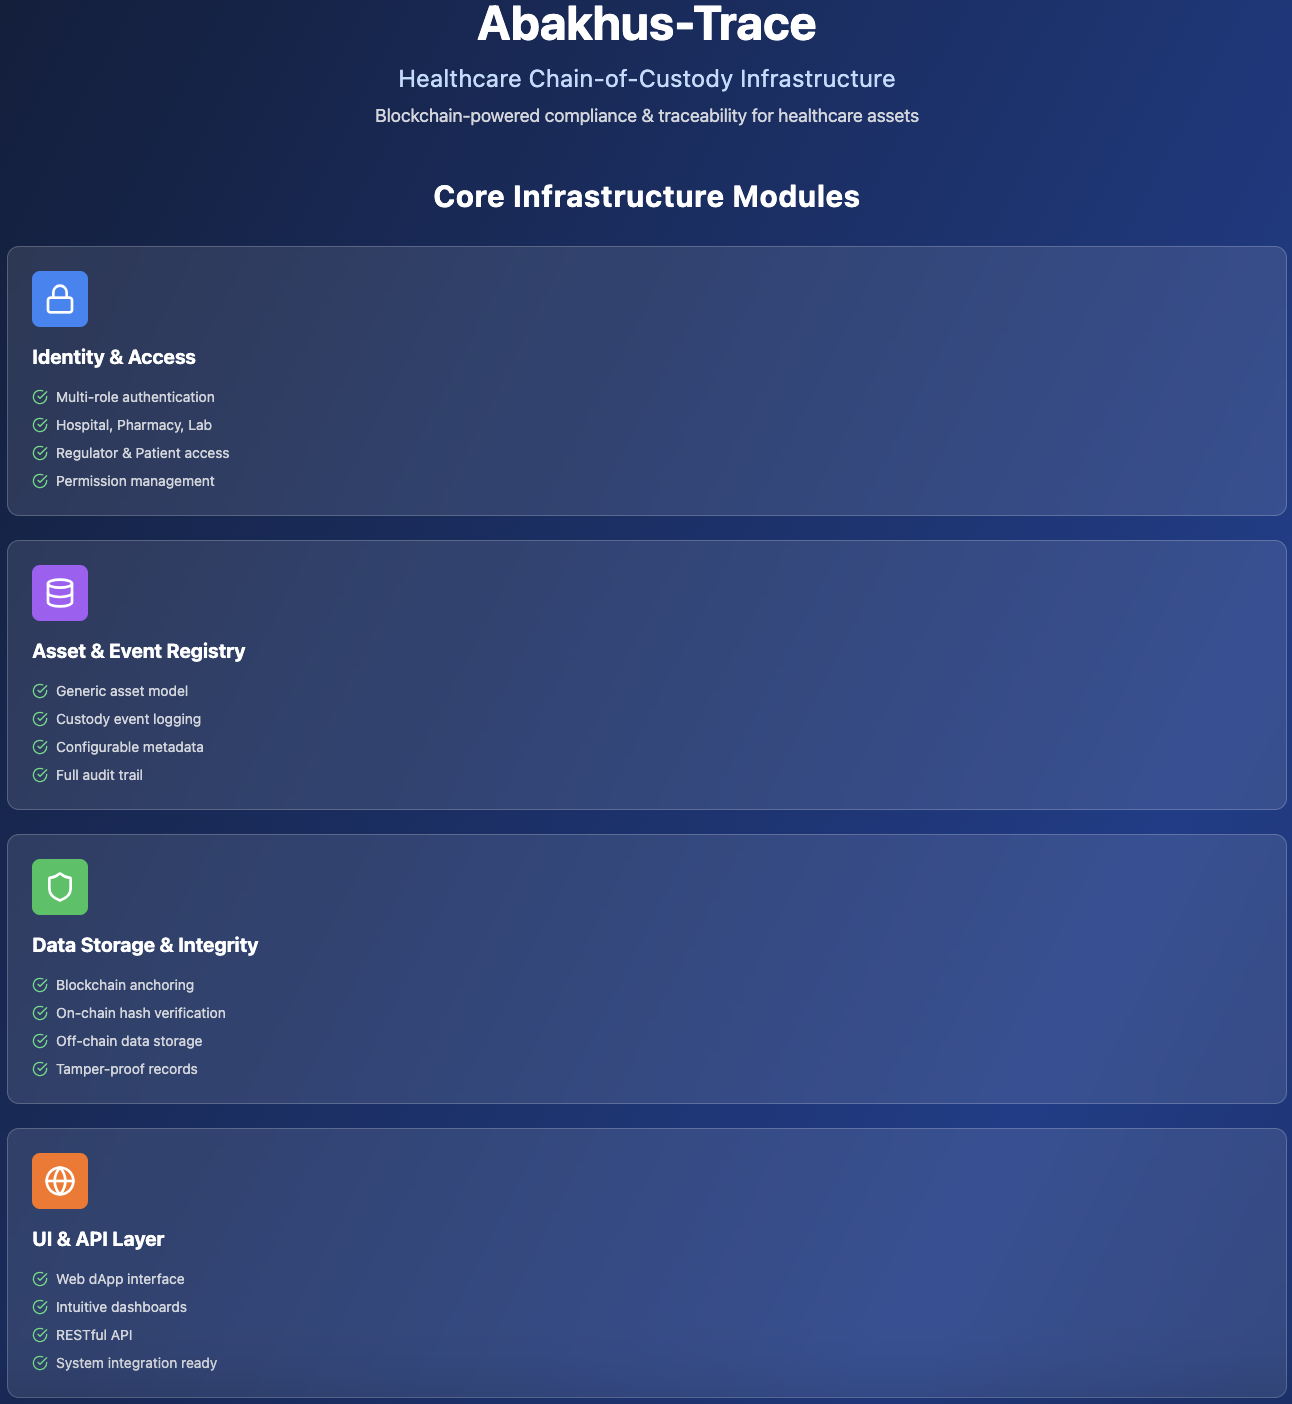 Abakhus-Trace
Healthcare Chain-of-Custody Infrastructure
Blockchain-powered compliance & traceability for healthcare assets
Core Infrastructure Modules
Identity & Access
Multi-role authentication
Hospital, Pharmacy, Lab
Regulator & Patient access
Permission management
Asset & Event Registry
Generic asset model
Custody event logging
Configurable metadata
Full audit trail
Data Storage & Integrity
Blockchain anchoring
On-chain hash verification
Off-chain data storage
Tamper-proof records
UI & API Layer
Web dApp interface
Intuitive dashboards
RESTful API
System integration ready